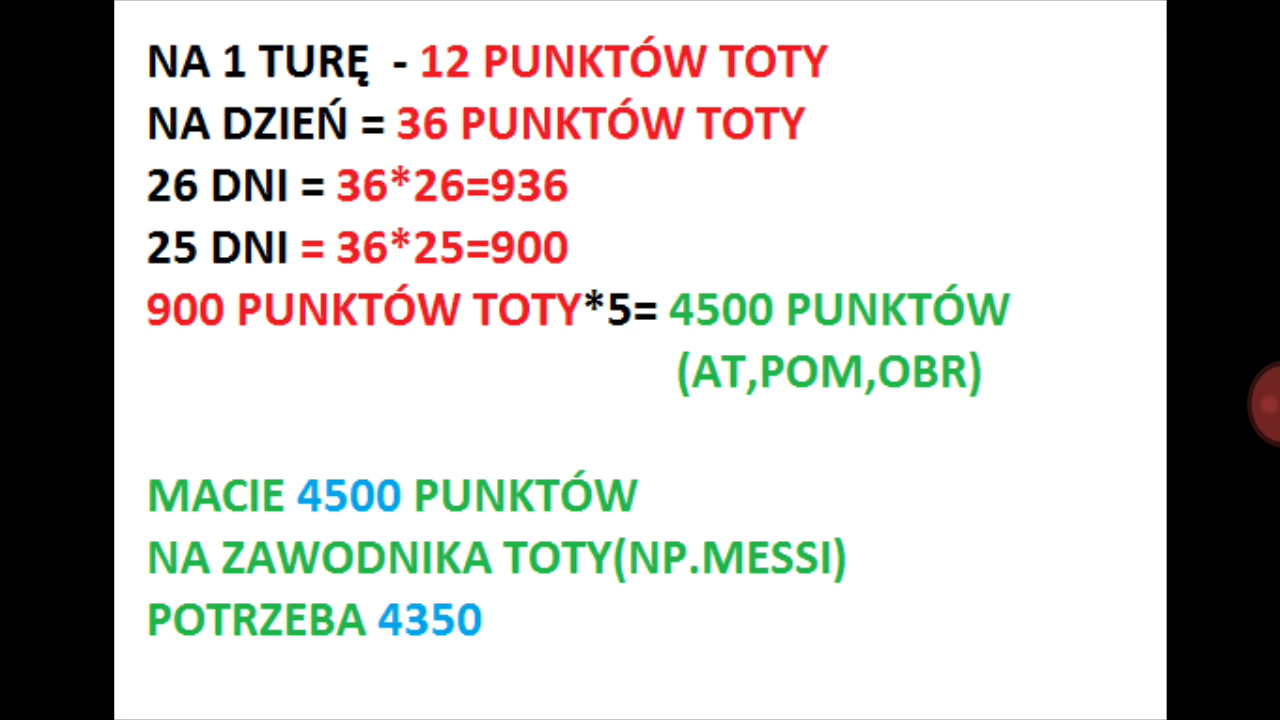 NA 1 TURĘ - 12 PUNKTÓW TOTY
NA DZIEŃ = 36 PUNKTÓW TOTY
26 DNI = 36*26=936
25 DNI = 36*25=900
900 PUNKTÓW TOTY*5= 4500 PUNKTÓW
(AT,POM,OBR)
MACIE 4500 PUNKTÓW
NA ZAWODNIKA TOTY(NP.MESSI)
POTRZEBA 4350